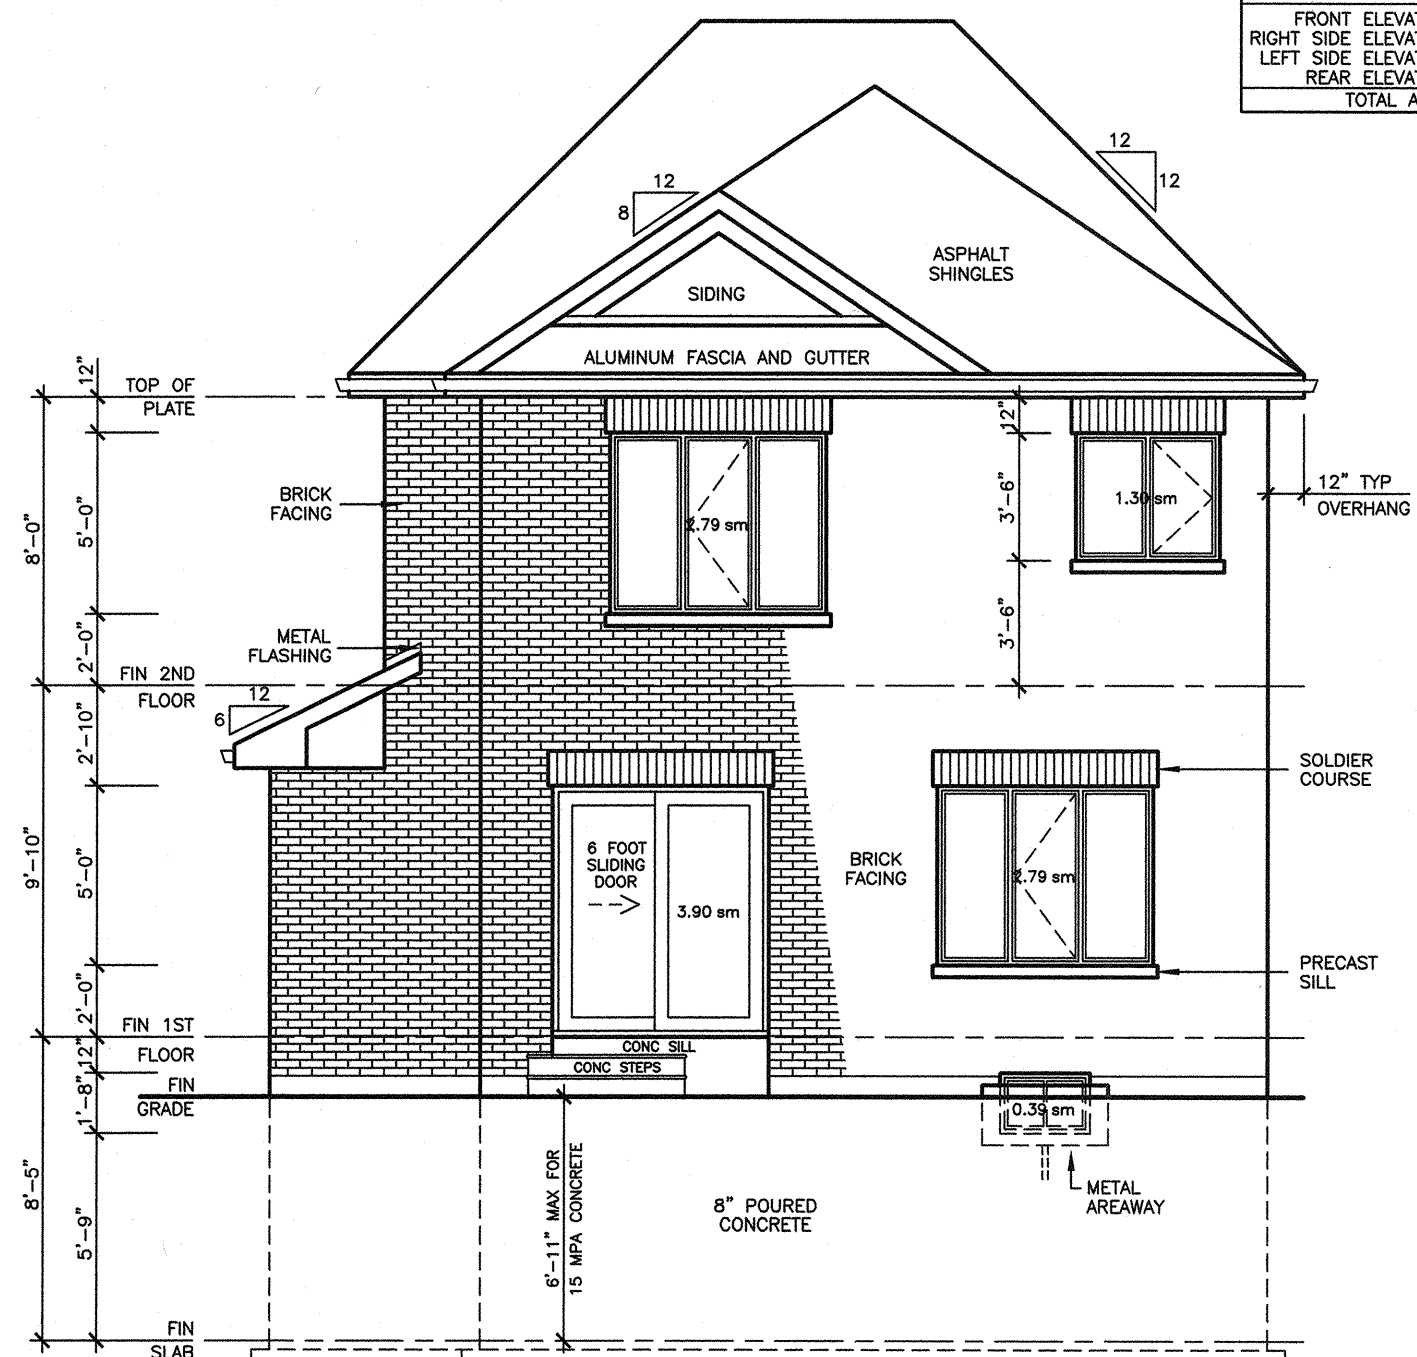 FRONT ELEVAT
RIGHT SIDE ELEVAT
LEFT SIDE ELEVAT
REAR ELEVAT
TOTAL A
12
12
12
8
ASPHALT
SHINGLES
SIDING
ALUMINUM FASCIA AND GUTTER
12"
TOP OF
PLATE
12"
BRICK
FACING
5'-0"
8'-0"
2.79 sm
3'-6"
1.30 sm
12" TYP
OVERHANG
METAL
FLASHING
2'-0"
3'-6"
FIN 2ND
FLOOR
12
6
2'-10"
SOLDIER
COURSE
9'-10"
5'-0"
6 FOOT
SLIDING
DOOR
3.90 sm
BRICK
FACING
2.79 sm
PRECAST
SILL
2'-0"
FIN 1ST
FLOOR
12"
CONC SILL
CONC STEPS
FIN
GRADE
1'-8"
0.39 sm
METAL
AREAWAY
8'-5"
5'-9"
6'-11" MAX FOR
15 MPA CONCRETE
8" POURED
CONCRETE
FIN
SLAB